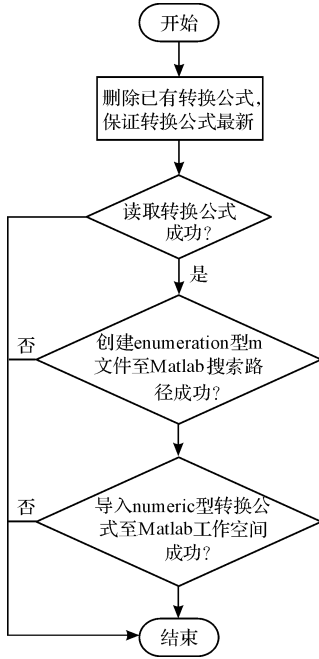 开始
删除已有转换公式，
保证转换公式最新
读取转换公式
成功?
是
否
创建enumeration型m
文件至Matlab搜索路
径成功?
否
导入numeric型转换公
式至Matlab工作空间
成功?
结束